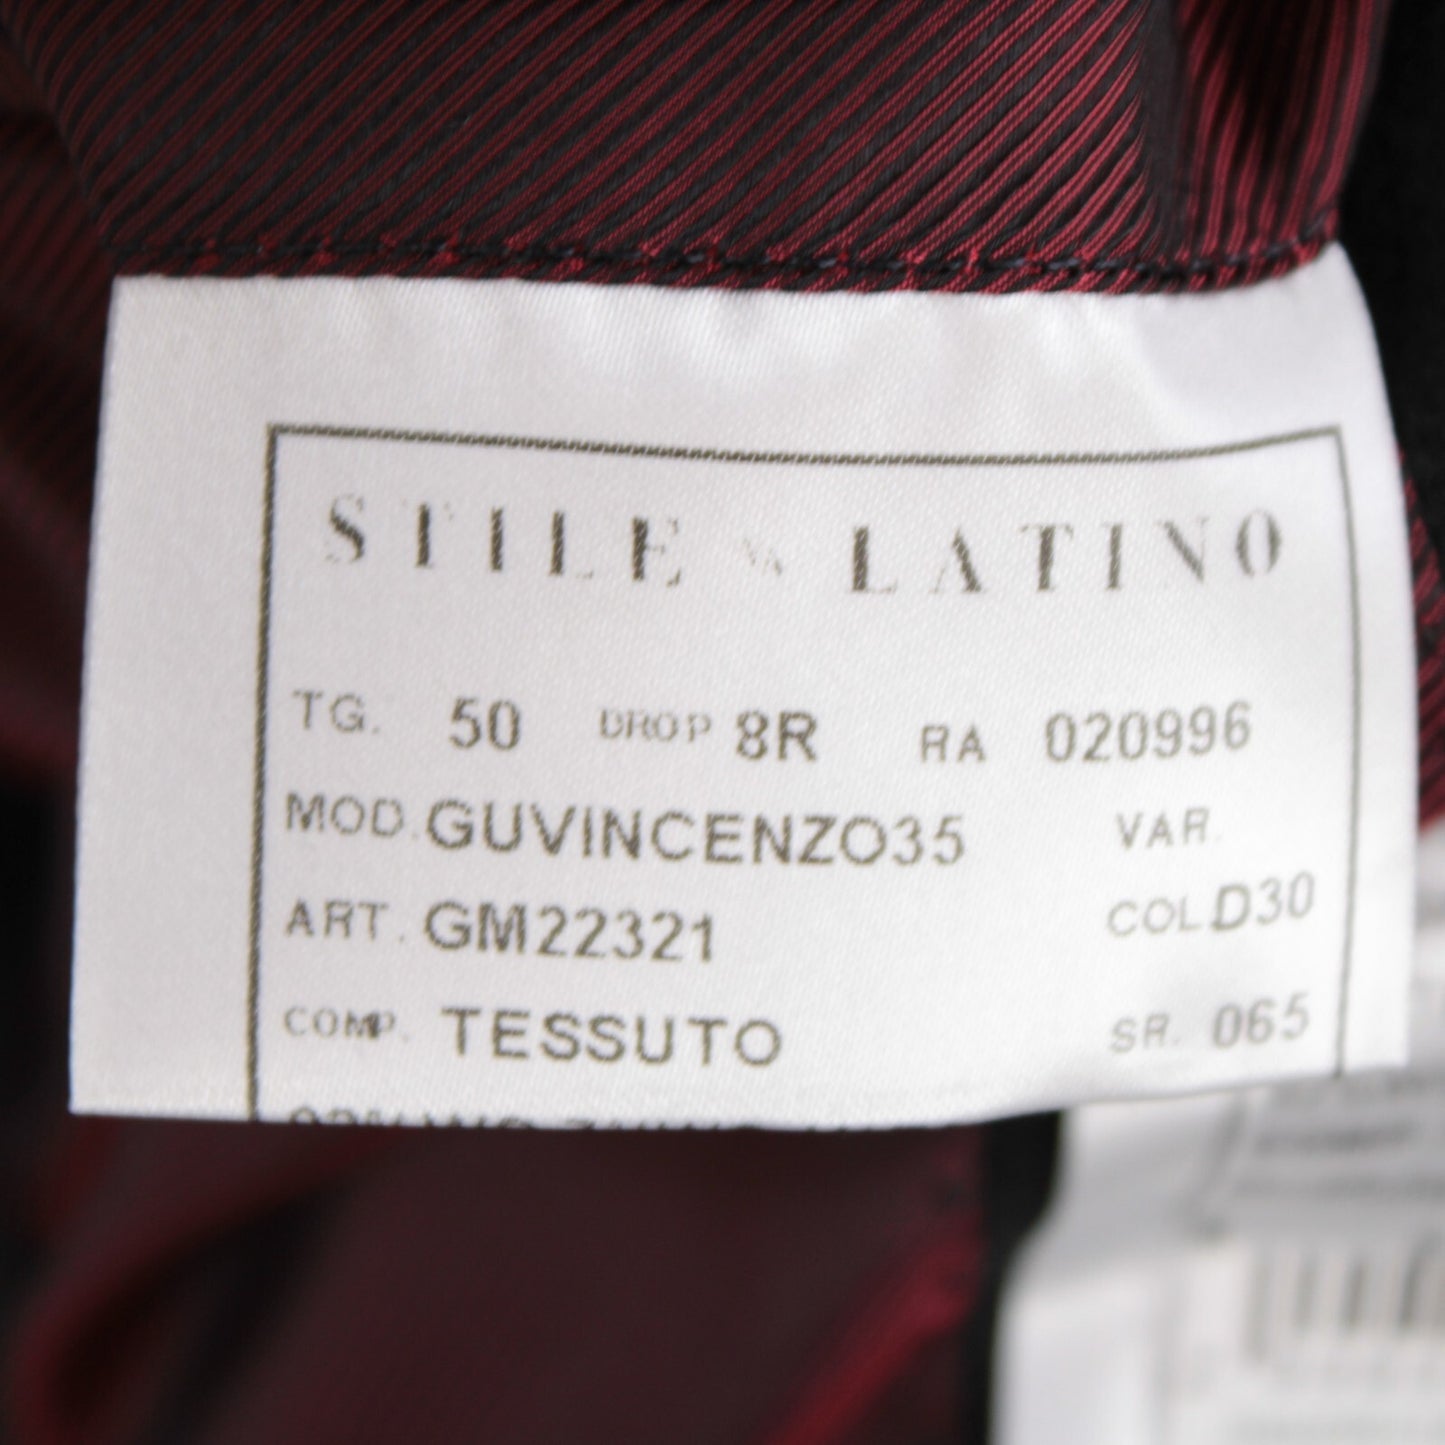 STILE LATINO
TG. 50 DROP 8R RA 020996
MOD. GUVINCENZO35 VAR.
ART. GM22321 COL. D30
COMP. TESSUTO SR. 065